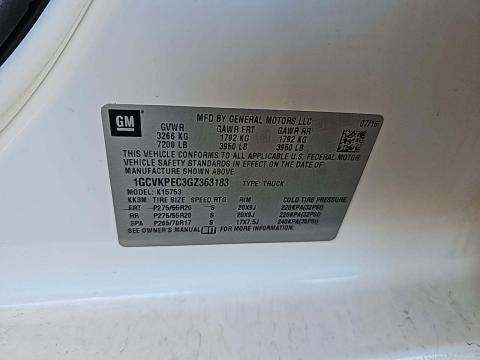 GM
MFD BY GENERAL MOTORS LLC 07/16
GVWR GAWR FRT GAWR RR
3266 KG 1792 KG 1792 KG
7200 LB 3950 LB 3950 LB
THIS VEHICLE CONFORMS TO ALL APPLICABLE U.S. FEDERAL MOTOR
VEHICLE SAFETY STANDARDS IN EFFECT ON THE DATE OF
MANUFACTURE SHOWN ABOVE.
1GCVKPEC3GZ363183 TYPE: TRUCK
MODEL: K15753
KK3M TIRE SIZE SPEED RTG RIM COLD TIRE PRESSURE
FRT P275/55R20 S 20X9J 220KPA(32PSI)
RR P275/55R20 S 20X9J 220KPA(32PSI)
SPA P265/70R17 S 17X7.5J 240KPA(35PSI)
SEE OWNER'S MANUAL